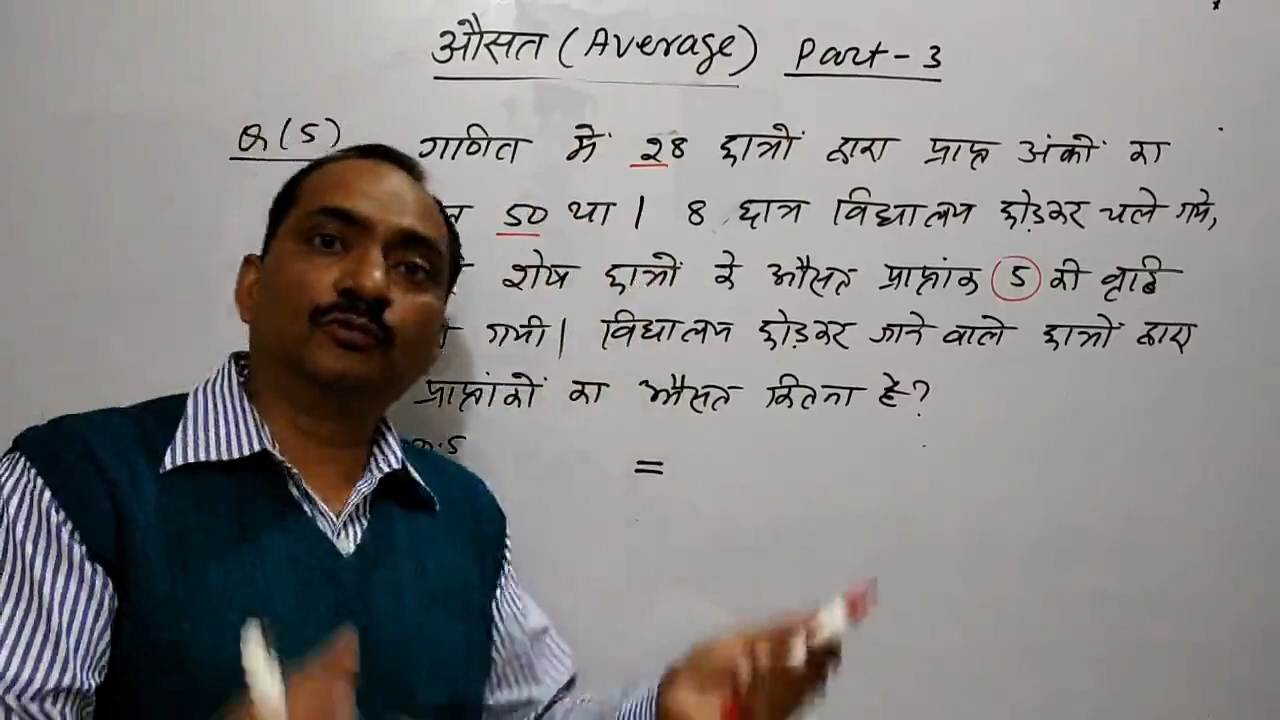 औसत (Average) Part-3
Q(5) गणित में 28 छात्रों द्वारा प्राप्त अंकों का
50 था। 8 छात्र विद्यालय छोड़कर चले गये,
शेष छात्रों के औसत प्राप्तांक 5 की वृद्धि
गयी। विद्यालय छोड़कर जाने वाले छात्रों द्वारा
प्राप्तांकों का औसत कितना है?
=